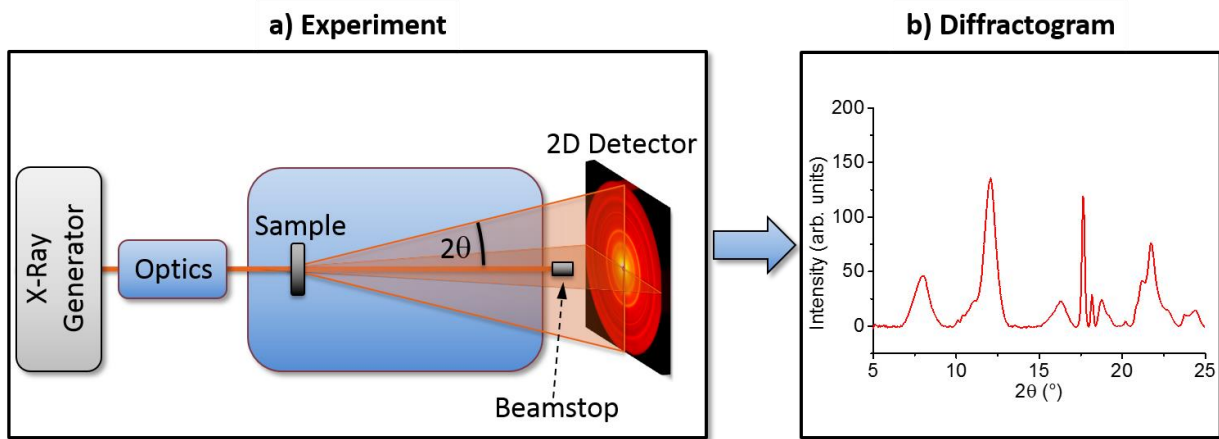 a) Experiment
X-Ray
Generator
Optics
Sample
2θ
2D Detector
Beamstop
b) Diffractogram
Intensity (arb. units)
200
150
100
50
0
5
10
15
20
25
2θ (°)